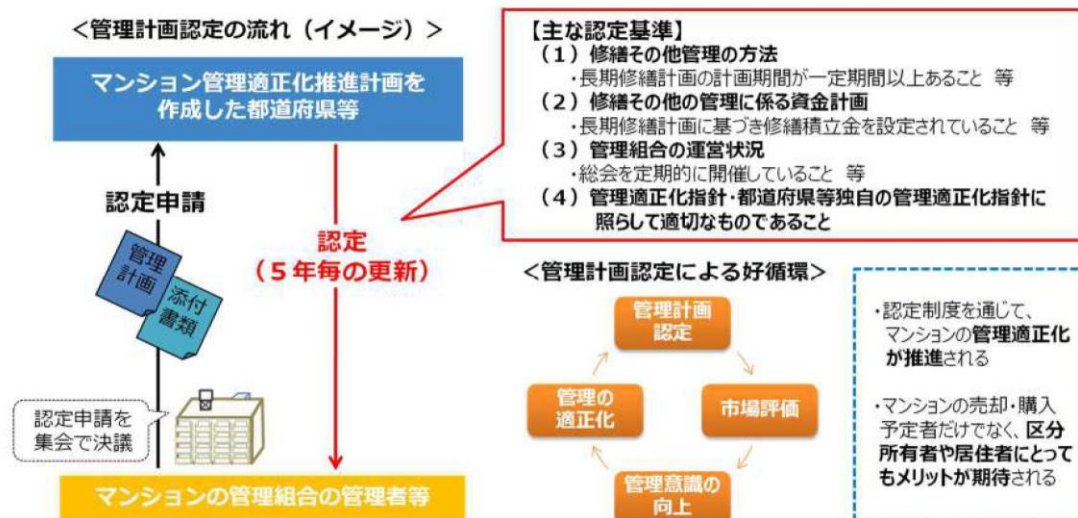 <管理計画認定の流れ（イメージ）>
マンション管理適正化推進計画を
作成した都道府県等
認定申請
管理
計画
添付
書類
認定
（５年毎の更新）
認定申請を
集会で決議
マンションの管理組合の管理者等
【主な認定基準】
（１）修繕その他管理の方法
・長期修繕計画の計画期間が一定期間以上あること 等
（２）修繕その他の管理に係る資金計画
・長期修繕計画に基づき修繕積立金を設定されていること 等
（３）管理組合の運営状況
・総会を定期的に開催していること 等
（４）管理適正化指針・都道府県等独自の管理適正化指針に
照らして適切なものであること
<管理計画認定による好循環>
管理計画
認定
市場評価
管理意識の
向上
管理の
適正化
・認定制度を通じて、
マンションの管理適正化
が推進される
・マンションの売却・購入
予定者だけでなく、区分
所有者や居住者にとって
もメリットが期待される